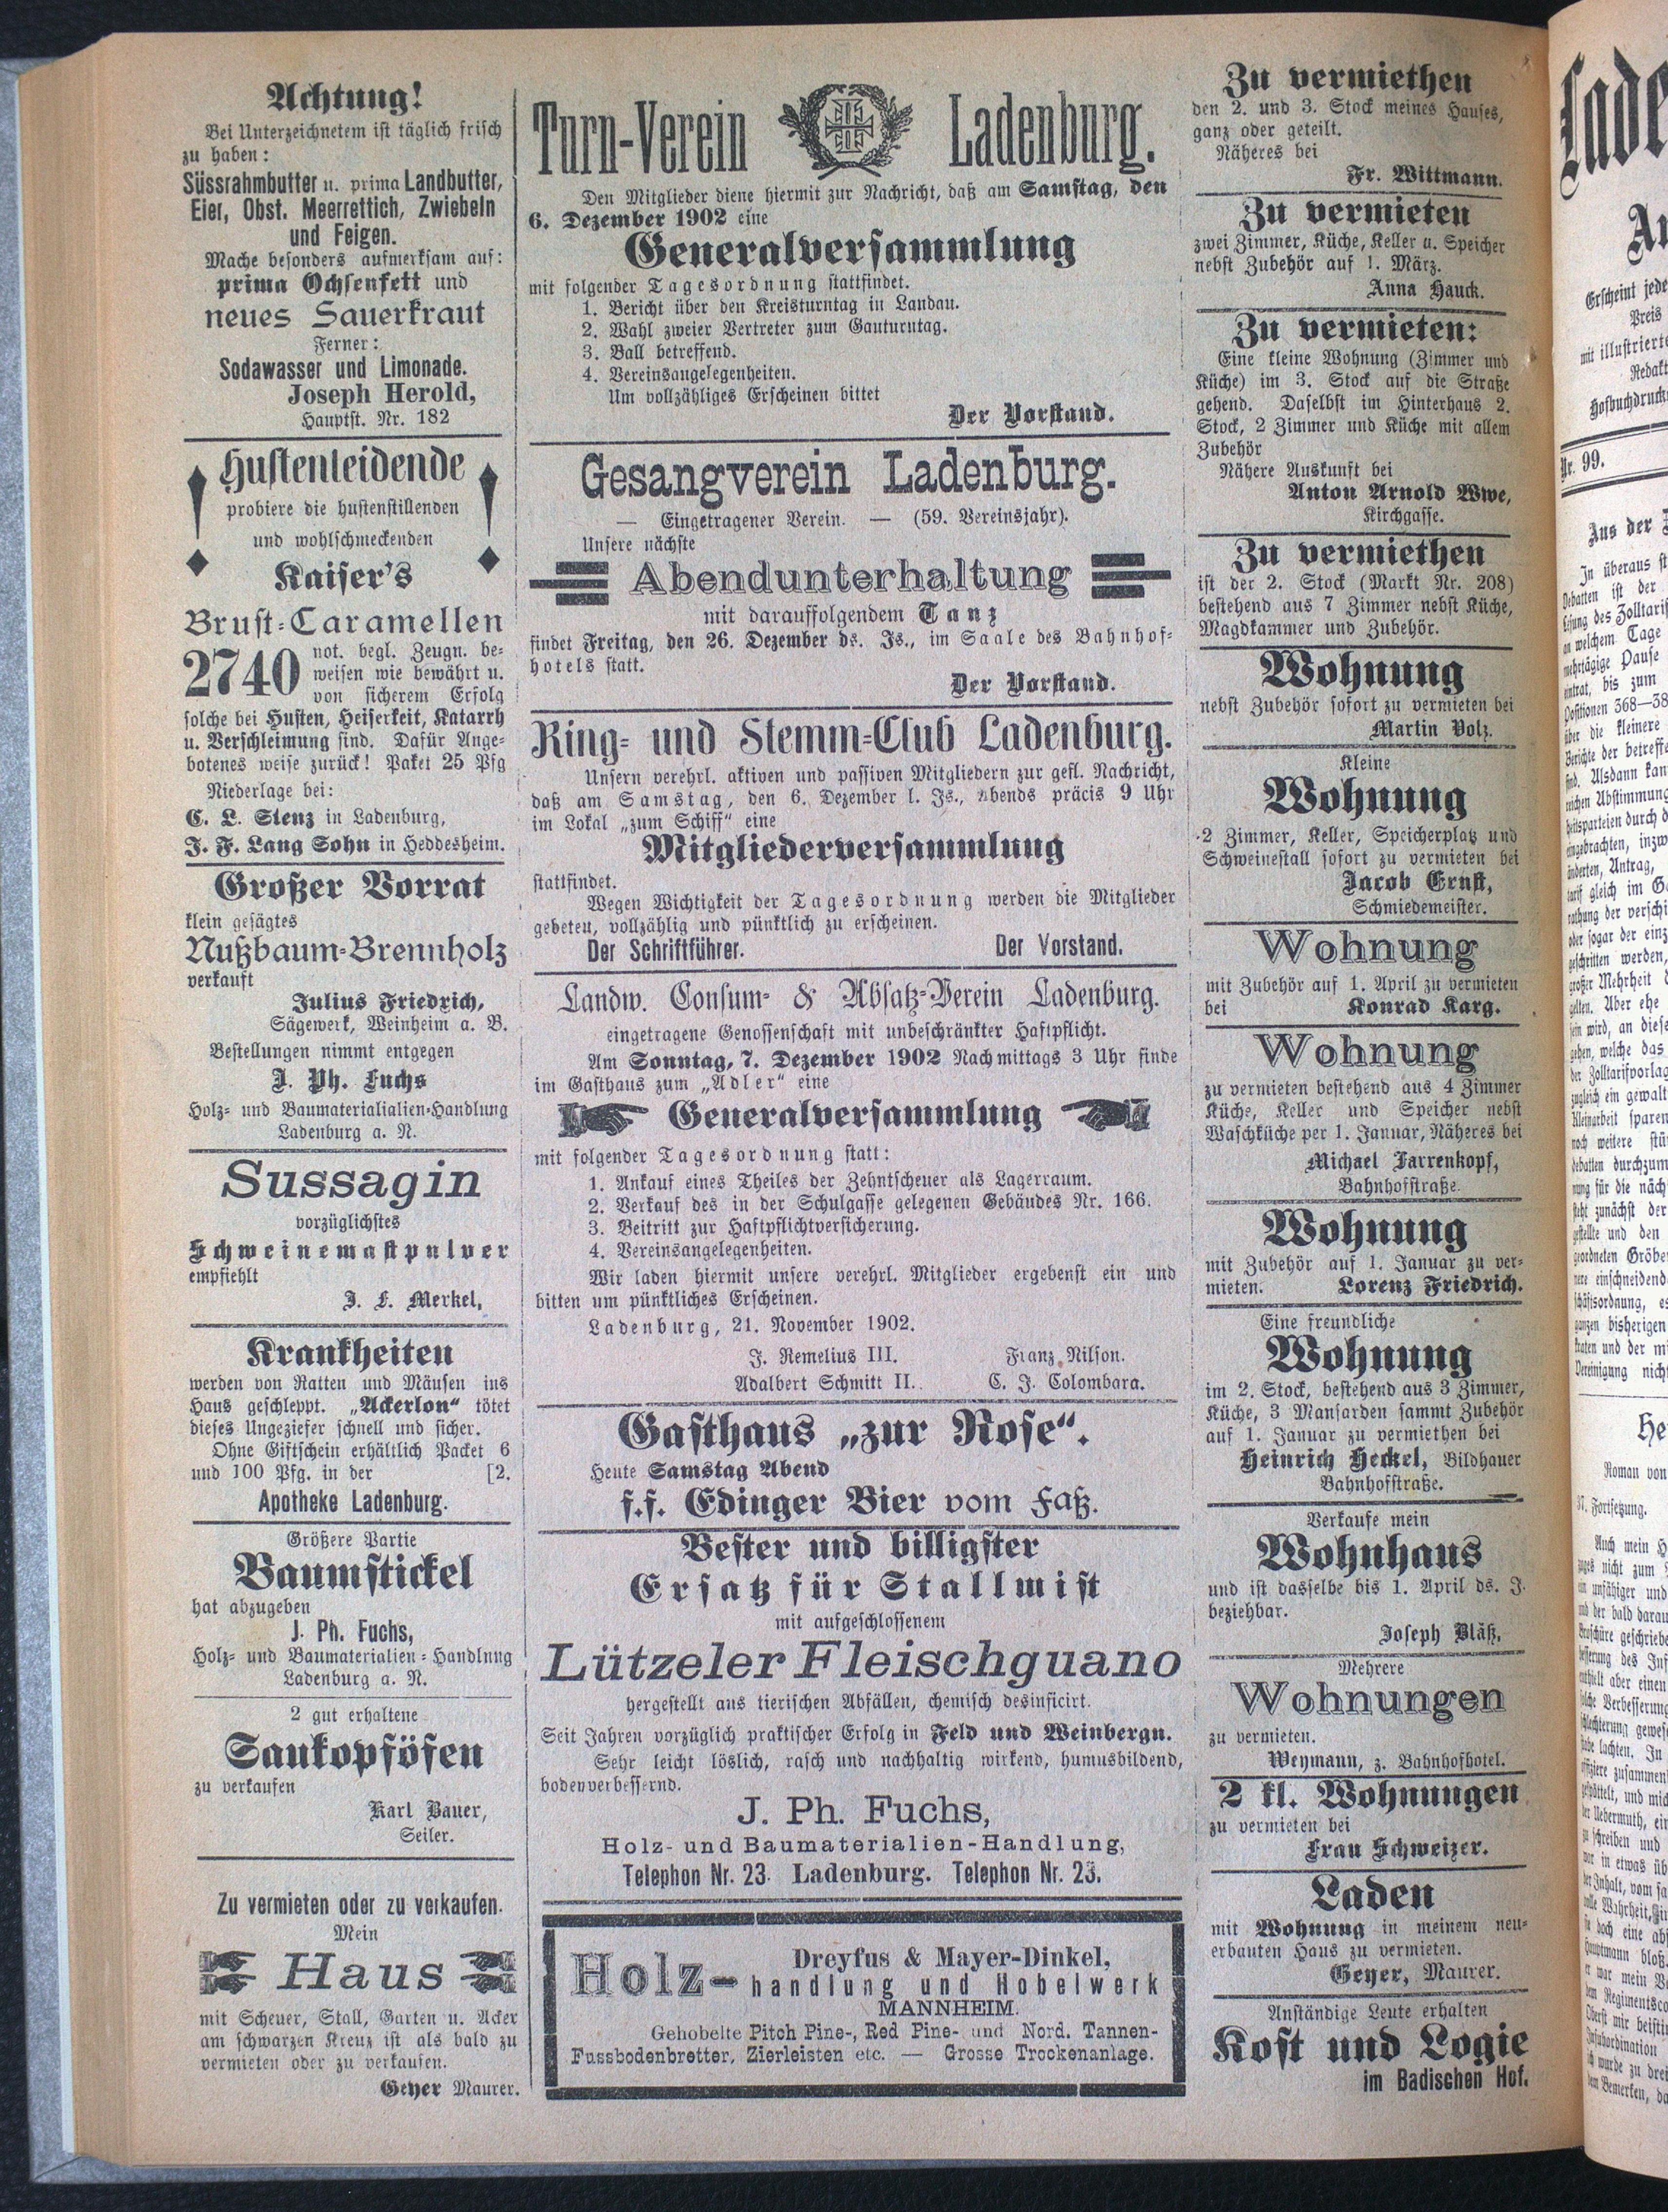 Achtung!
Bei Unterzeichnetem ist täglich frisch
zu haben:
Süssrahmbutter u. prima Landbutter,
Eier, Obst. Meerrettich, Zwiebeln
und Feigen.
Mache besonders aufmerksam auf:
prima Ochsenfett und
neues Sauerkraut
Ferner:
Sodawasser und Limonade.
Joseph Herold,
Hauptst. Nr. 182
Hustenleidende
probiere die hustenstillenden
und wohlschmeckenden
Kaiser's
Brust-Caramellen
2740 not. begl. Zeugn. be-
weisen wie bewährt u.
von sicherem Erfolg
solche bei Husten, Heiserkeit, Katarrh
u. Verschleimung sind. Dafür Ange-
botenes weise zurück! Paket 25 Pfg
Niederlage bei:
C. L. Stenz in Ladenburg,
J. F. Lang Sohn in Heddesheim.
Großer Vorrat
klein gesägtes
Nußbaum-Brennholz
verkauft
Julius Friedrich,
Sägewerk, Weinheim a. B.
Bestellungen nimmt entgegen
J. Ph. Fuchs
Holz- und Baumaterialialien-Handlung
Ladenburg a. N.
Sussagin
vorzüglichstes
Schweinemastpulver
empfiehlt
J. F. Merkel,
Krankheiten
werden von Ratten und Mäusen ins
Haus geschleppt. „Ackerlon“ tötet
dieses Ungeziefer schnell und sicher.
Ohne Giftschein erhältlich Packet 6
und 100 Pfg. in der [2.
Apotheke Ladenburg.
Größere Partie
Baumstickel
hat abzugeben
J. Ph. Fuchs,
Holz- und Baumaterialien-Handlnng
Ladenburg a. N.
2 gut erhaltene
Saukopföfen
zu verkaufen
Karl Bauer,
Seiler.
Zu vermieten oder zu verkaufen.
Mein
Haus
mit Scheuer, Stall, Garten u. Acker
am schwarzen Kreuz ist als bald zu
vermieten oder zu verkaufen.
Geyer Maurer.
Turn-Verein Ladenburg.
Den Mitglieder diene hiermit zur Nachricht, daß am Samstag, den
6. Dezember 1902 eine
Generalversammlung
mit folgender Tagesordnung stattfindet.
1. Bericht über den Kreisturntag in Landau.
2. Wahl zweier Vertreter zum Gauturntag.
3. Ball betreffend.
4. Vereinsangelegenheiten.
Um vollzähliges Erscheinen bittet
Der Vorstand.
Gesangverein Ladenburg.
— Eingetragener Verein. — (59. Vereinsjahr).
Unsere nächste
Abendunterhaltung
mit darauffolgendem Tanz
findet Freitag, den 26. Dezember ds. Js., im Saale des Bahnhof-
hotels statt.
Der Vorstand.
Ring- und Stemm-Club Ladenburg.
Unsern verehrl. aktiven und passiven Mitgliedern zur gefl. Nachricht,
daß am Samstag, den 6. Dezember l. Js., abends präcis 9 Uhr
im Lokal „zum Schiff“ eine
Mitgliederversammlung
stattfindet.
Wegen Wichtigkeit der Tagesordnung werden die Mitglieder
gebeten, vollzählig und pünktlich zu erscheinen.
Der Schriftführer. Der Vorstand.
Landw. Consum- & Absatz-Verein Ladenburg.
eingetragene Genossenschaft mit unbeschränkter Haftpflicht.
Am Sonntag, 7. Dezember 1902 Nachmittags 3 Uhr finde
im Gasthaus zum „Adler“ eine
Generalversammlung
mit folgender Tagesordnung statt:
1. Ankauf eines Theiles der Zehntscheuer als Lagerraum.
2. Verkauf des in der Schulgasse gelegenen Gebäudes Nr. 166.
3. Beitritt zur Haftpflichtversicherung.
4. Vereinsangelegenheiten.
Wir laden hiermit unsere verehrl. Mitglieder ergebenst ein und
bitten um pünktliches Erscheinen.
Ladenburg, 21. November 1902.
J. Remelius III. Franz Nilson.
Adalbert Schmitt II. C. J. Colombara.
Gasthaus „zur Rose“.
Heute Samstag Abend
f.f. Edinger Bier vom Faß.
Bester und billigster
Ersatz für Stallmist
mit aufgeschlossenem
Lützeler Fleischguano
hergestellt aus tierischen Abfällen, chemisch desinficirt.
Seit Jahren vorzüglich praktischer Erfolg in Feld und Weinbergn.
Sehr leicht löslich, rasch und nachhaltig wirkend, humusbildend,
bodenverbessernd.
J. Ph. Fuchs,
Holz- und Baumaterialien-Handlung,
Telephon Nr. 23. Ladenburg. Telephon Nr. 23.
Dreyfus & Mayer-Dinkel,
Holz- handlung und Hobelwerk
MANNHEIM.
Gehobelte Pitch Pine-, Red Pine- und Nord. Tannen-
Fussbodenbretter, Zierleisten etc. — Grosse Trockenanlage.
Zu vermiethen
den 2. und 3. Stock meines Hauses,
ganz oder geteilt.
Näheres bei
Fr. Wittmann.
Zu vermieten
zwei Zimmer, Küche, Keller u. Speicher
nebst Zubehör auf 1. März.
Anna Hauck.
Zu vermieten:
Eine kleine Wohnung (Zimmer und
Küche) im 3. Stock auf die Straße
gehend. Daselbst im Hinterhaus 2.
Stock, 2 Zimmer und Küche mit allem
Zubehör
Nähere Auskunft bei
Anton Arnold Wwe,
Kirchgasse.
Zu vermiethen
ist der 2. Stock (Markt Nr. 208)
bestehend aus 7 Zimmer nebst Küche,
Magdkammer und Zubehör.
Wohnung
nebst Zubehör sofort zu vermieten bei
Martin Volz.
Kleine
Wohnung
2 Zimmer, Keller, Speicherplatz und
Schweinestall sofort zu vermieten bei
Jacob Ernst,
Schmiedemeister.
Wohnung
mit Zubehör auf 1. April zu vermieten
bei Konrad Karg.
Wohnung
zu vermieten bestehend aus 4 Zimmer
Küche, Keller und Speicher nebst
Waschküche per 1. Januar, Näheres bei
Michael Farrenkopf,
Bahnhofstraße.
Wohnung
mit Zubehör auf 1. Januar zu ver-
mieten. Lorenz Friedrich.
Eine freundliche
Wohnung
im 2. Stock, bestehend aus 3 Zimmer,
Küche, 3 Mansarden sammt Zubehör
auf 1. Januar zu vermiethen bei
Heinrich Heckel, Bildhauer
Bahnhofstraße.
Verkaufe mein
Wohnhaus
und ist dasselbe bis 1. April ds. J.
beziehbar.
Joseph Bläß.
Mehrere
Wohnungen
zu vermieten.
Weymann, z. Bahnhofhotel.
2 kl. Wohnungen
zu vermieten bei
Frau Schweizer.
Laden
mit Wohnung in meinem neu-
erbauten Haus zu vermieten.
Geyer, Maurer.
Anständige Leute erhalten
Kost und Logie
im Badischen Hof.
Erscheint jede
Preis
mit illustrierte
Nr. 99.
Aus der
In überaus
Roman von
37. Fortsetzung.